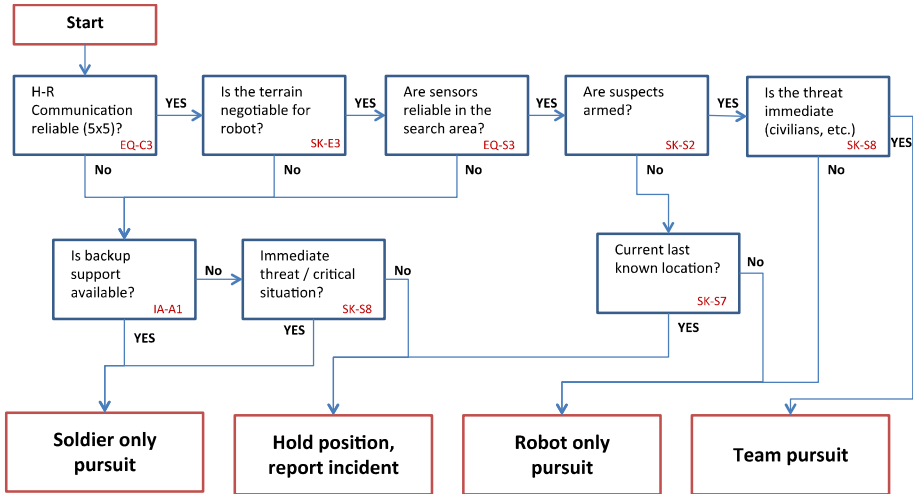 Start
H-R
Communication
reliable (5x5)?
EQ-C3
YES
Is the terrain
negotiable for
robot?
SK-E3
YES
Are sensors
reliable in the
search area?
EQ-S3
YES
Are suspects
armed?
SK-S2
YES
Is the threat
immediate
(civilians, etc.)
SK-S8
YES
No
No
No
No
No
Is backup
support
available?
IA-A1
No
Immediate
threat / critical
situation?
SK-S8
No
Current last
known location?
SK-S7
No
YES
YES
YES
Soldier only
pursuit
Hold position,
report incident
Robot only
pursuit
Team pursuit